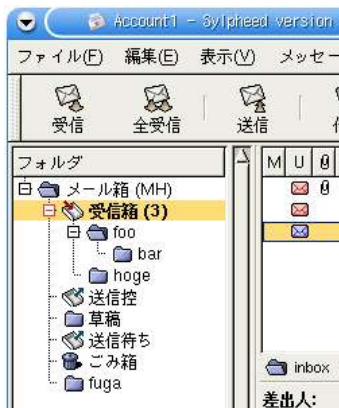 Account1 - Sylpheed version
ファイル(F) 編集(E) 表示(V) メッセー
受信 全受信 送信
フォルダ M U
メール箱 (MH)
受信箱 (3)
foo
bar
hoge
送信控
草稿
送信待ち
ごみ箱
fuga
inbox
差出人: